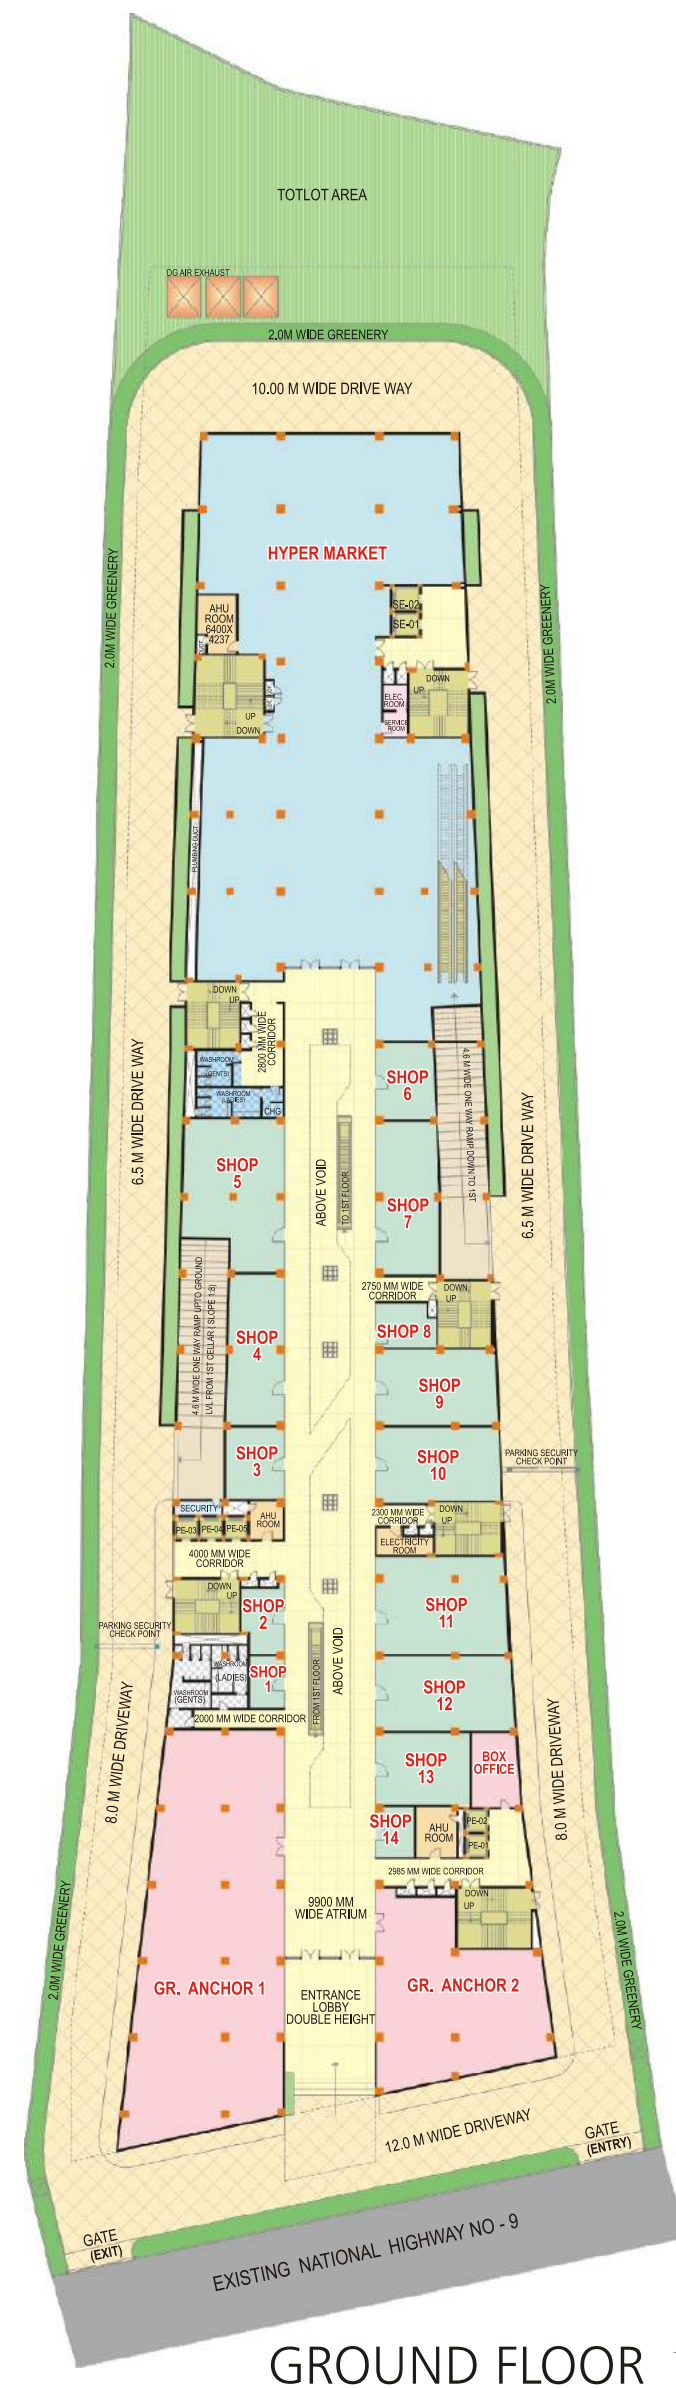 TOTLOT AREA
DG AIR EXHAUST
2.0M WIDE GREENERY
10.00 M WIDE DRIVE WAY
HYPER MARKET
2.0M WIDE GREENERY
2.0M WIDE GREENERY
AHU
ROOM
6400X
4237
SE-02
SE-01
UP
DOWN
DOWN
UP
ELEC.
ROOM
SERVICE
ROOM
PLUMBING DUCT
DOWN
UP
2800 MM WIDE
CORRIDOR
WASHROOM
(GENTS)
WASHROOM
(LADIES)
CHG
SHOP
6
4.6 M WIDE ONE WAY RAMP DOWN TO 1ST
6.5 M WIDE DRIVE WAY
6.5 M WIDE DRIVE WAY
SHOP
5
ABOVE VOID
TO 1ST FLOOR
SHOP
7
4.6 M WIDE ONE WAY RAMP UPTO GROUND
LVL FROM 1ST CELLAR ( SLOPE 1:8)
2750 MM WIDE
CORRIDOR
DOWN
UP
SHOP
4
SHOP 8
SHOP
9
SHOP
3
SHOP
10
PARKING SECURITY
CHECK POINT
SECURITY
PE-03
PE-04
PE-05
AHU
ROOM
2300 MM WIDE
CORRIDOR
DOWN
UP
ELECTRICITY
ROOM
4000 MM WIDE
CORRIDOR
DOWN
UP
SHOP
2
SHOP
11
PARKING SECURITY
CHECK POINT
WASHROOM
(LADIES)
WASHROOM
(GENTS)
SHOP
1
FROM 1ST FLOOR
ABOVE VOID
SHOP
12
2000 MM WIDE CORRIDOR
8.0 M WIDE DRIVEWAY
8.0 M WIDE DRIVEWAY
SHOP
13
BOX
OFFICE
SHOP
14
AHU
ROOM
PE-02
PE-01
2985 MM WIDE CORRIDOR
9900 MM
WIDE ATRIUM
DOWN
UP
2.0M WIDE GREENERY
2.0M WIDE GREENERY
GR. ANCHOR 1
ENTRANCE
LOBBY
DOUBLE HEIGHT
GR. ANCHOR 2
12.0 M WIDE DRIVEWAY
GATE
(ENTRY)
GATE
(EXIT)
EXISTING NATIONAL HIGHWAY NO - 9
GROUND FLOOR